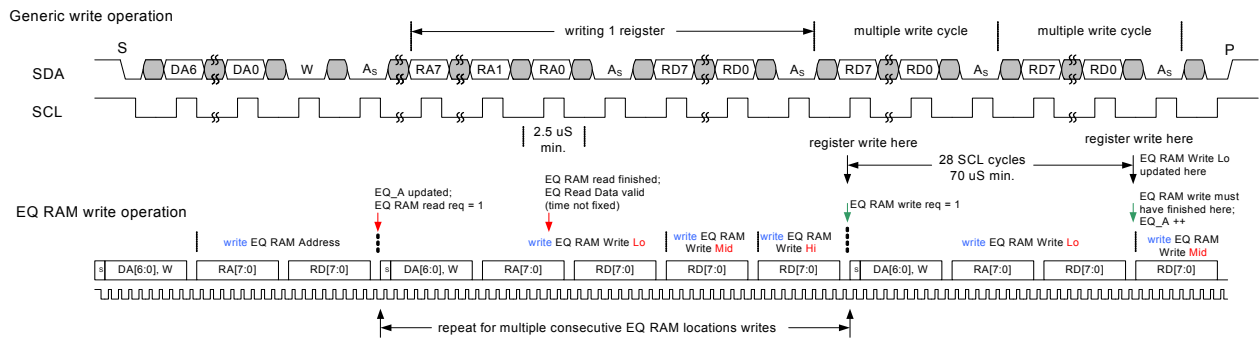 Generic write operation
writing 1 reigster
multiple write cycle
multiple write cycle
S
P
SDA
DA6
DA0
W
As
RA7
RA1
RA0
As
RD7
RD0
As
RD7
RD0
As
RD7
RD0
As
SCL
2.5 uS
min.
register write here
register write here
28 SCL cycles
70 uS min.
EQ RAM Write Lo
updated here
EQ_A updated;
EQ RAM read req = 1
EQ RAM read finished;
EQ Read Data valid
(time not fixed)
EQ RAM write req = 1
EQ RAM write must
have finished here;
EQ_A ++
EQ RAM write operation
write EQ RAM Address
write EQ RAM Write Lo
write EQ RAM
Write Mid
write EQ RAM
Write Hi
write EQ RAM Write Lo
write EQ RAM
Write Mid
s
DA[6:0], W
RA[7:0]
RD[7:0]
s
DA[6:0], W
RA[7:0]
RD[7:0]
RD[7:0]
RD[7:0]
s
DA[6:0], W
RA[7:0]
RD[7:0]
RD[7:0]
repeat for multiple consecutive EQ RAM locations writes